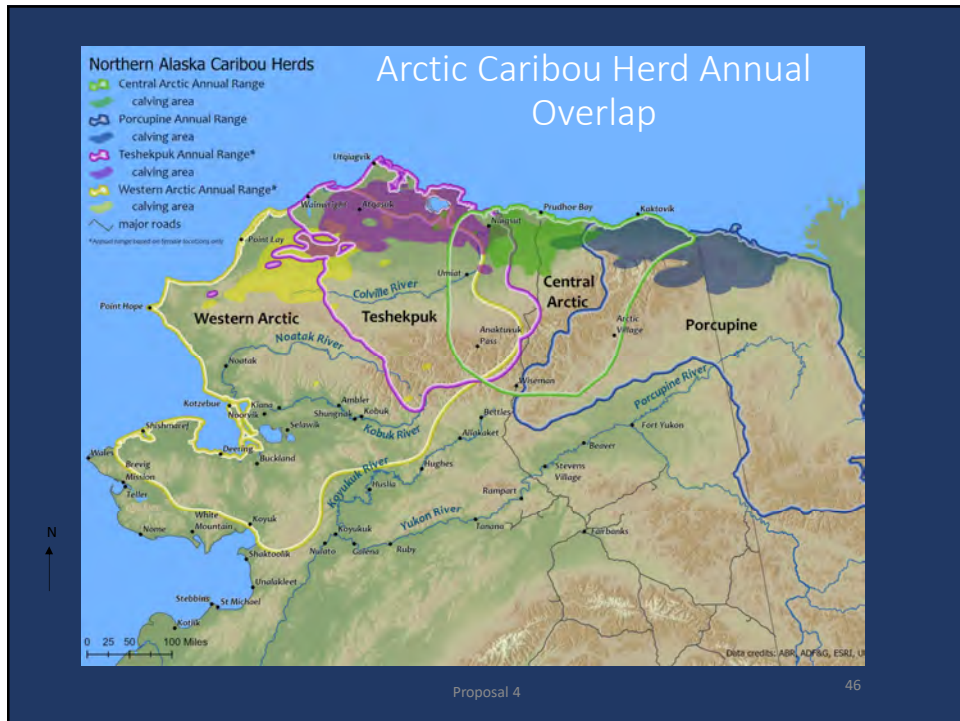 Arctic Caribou Herd Annual
Overlap
Northern Alaska Caribou Herds
Central Arctic Annual Range
calving area
Porcupine Annual Range
calving area
Teshekpuk Annual Range*
calving area
Western Arctic Annual Range*
calving area
major roads
Utqiagvik
Wainwright
Atqasuk
Point Lay
Nuiqsut
Prudhoe Bay
Kaktovik
Umiat
Colville River
Point Hope
Western Arctic
Teshekpuk
Central
Arctic
Porcupine
Arctic
Village
Anaktuvuk
Pass
Noatak River
Noatak
Wiseman
Porcupine River
Kotzebue
Kiana
Noorvik
Ambler
Shungnak
Kobuk
Kobuk River
Selawik
Bettles
Fort Yukon
Shishmaref
Deering
Buckland
Alakaket
Beaver
Wales
Brevig
Mission
Teller
Hughes
Stevens
Village
Koyukuk River
Huslia
Rampart
White
Mountain
Nome
Koyuk
Yukon River
Tanana
Koyukuk
Fairbanks
Nulato
Galena
Ruby
Shaktoolik
Unalakleet
Stebbins
St Michael
Kotlik
N
0 25 50 100 Miles
Data credits: ABR, ADF&G, ESRI,
Proposal 4
46